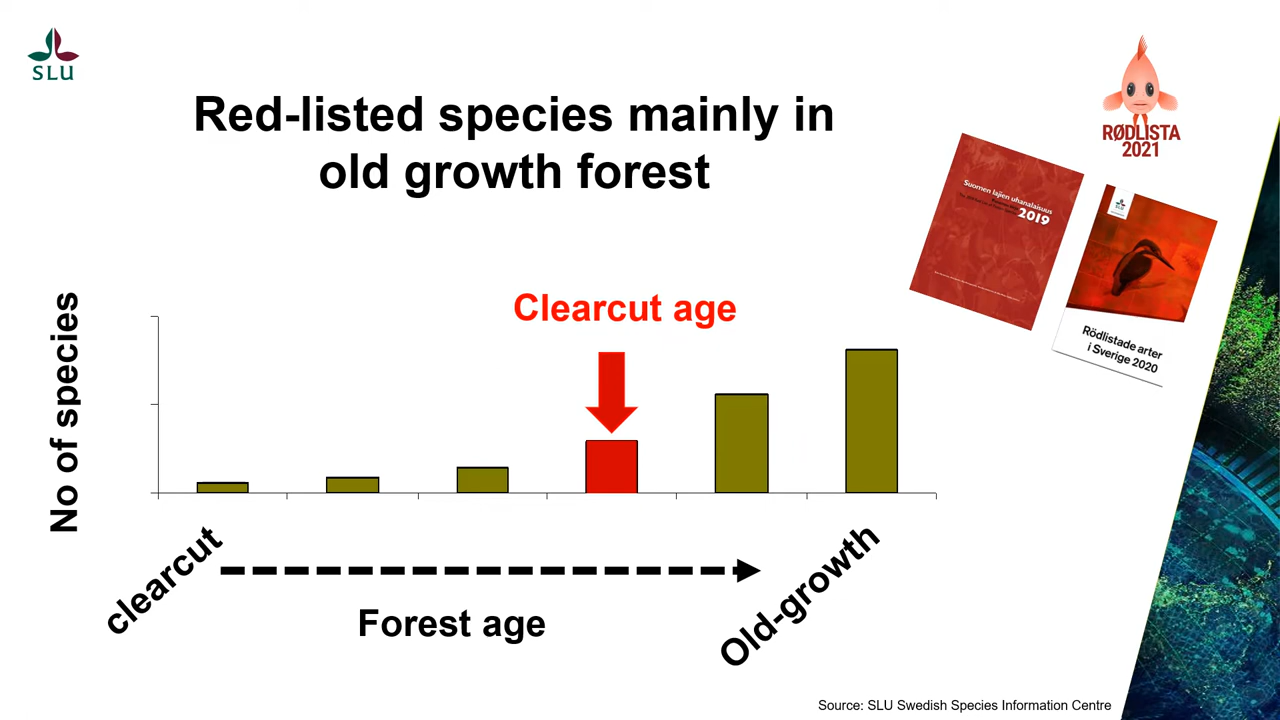 SLU
Red-listed species mainly in
old growth forest
RØDLISTA
2021
Suomen lajien uhanalaisuus
2019
Rödlistade arter
i Sverige 2020
Clearcut age
No of species
clearcut
Old-growth
Forest age
Source: SLU Swedish Species Information Centre